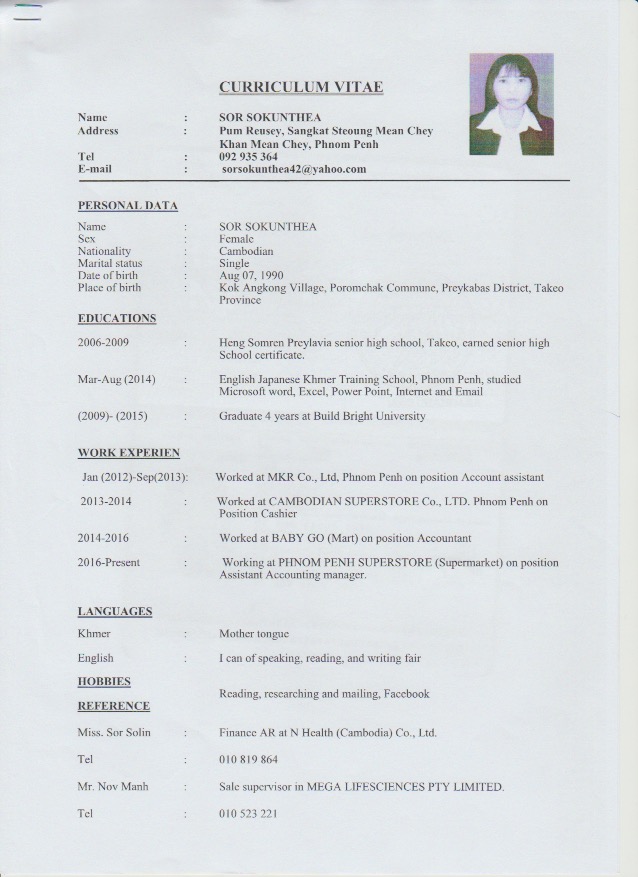 CURRICULUM VITAE
Name : SOR SOKUNTHEA
Address : Pum Reusey, Sangkat Steoung Mean Chey
Khan Mean Chey, Phnom Penh
Tel : 092 935 364
E-mail : sorsokunthea42@yahoo.com
PERSONAL DATA
Name : SOR SOKUNTHEA
Sex : Female
Nationality : Cambodian
Marital status : Single
Date of birth : Aug 07, 1990
Place of birth : Kok Angkong Village, Poromchak Commune, Preykabas District, Takeo
Province
EDUCATIONS
2006-2009 : Heng Somren Preylavia senior high school, Takeo, earned senior high
School certificate.
Mar-Aug (2014) : English Japanese Khmer Training School, Phnom Penh, studied
Microsoft word, Excel, Power Point, Internet and Email
(2009)- (2015) : Graduate 4 years at Build Bright University
WORK EXPERIEN
Jan (2012)-Sep(2013): Worked at MKR Co., Ltd, Phnom Penh on position Account assistant
2013-2014 : Worked at CAMBODIAN SUPERSTORE Co., LTD. Phnom Penh on
Position Cashier
2014-2016 : Worked at BABY GO (Mart) on position Accountant
2016-Present : Working at PHNOM PENH SUPERSTORE (Supermarket) on position
Assistant Accounting manager.
LANGUAGES
Khmer : Mother tongue
English : I can of speaking, reading, and writing fair
HOBBIES
Reading, researching and mailing, Facebook
REFERENCE
Miss. Sor Solin : Finance AR at N Health (Cambodia) Co., Ltd.
Tel : 010 819 864
Mr. Nov Manh : Sale supervisor in MEGA LIFESCIENCES PTY LIMITED.
Tel : 010 523 221